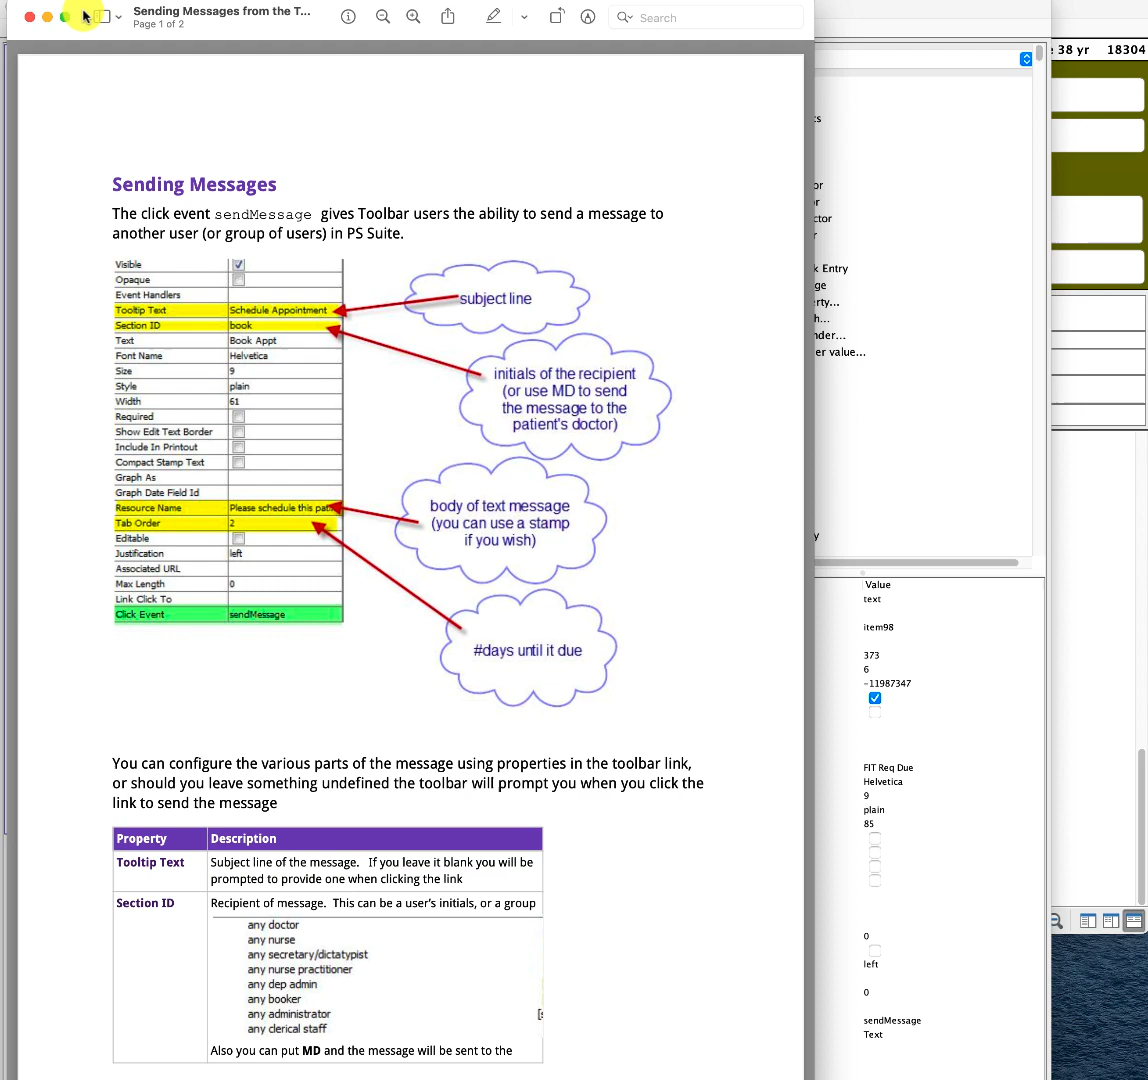 Sending Messages from the T...
Page 1 of 2
Search
38 yr 18304
Sending Messages
The click event sendMessage gives Toolbar users the ability to send a message to
another user (or group of users) in PS Suite.
Visible
Opaque
Event Handlers
Tooltip Text Schedule Appointment
Section ID book
Text Book Appt
Font Name Helvetica
Size 9
Style plain
Width 61
Required
Show Edit Text Border
Include In Printout
Compact Stamp Text
Graph As
Graph Date Field Id
Resource Name Please schedule this pat
Tab Order 2
Editable
Justification left
Associated URL
Max Length 0
Link Click To
Click Event sendMessage
subject line
initials of the recipient
(or use MD to send
the message to the
patient's doctor)
body of text message
(you can use a stamp
if you wish)
#days until it due
You can configure the various parts of the message using properties in the toolbar link,
or should you leave something undefined the toolbar will prompt you when you click the
link to send the message
Property Description
Tooltip Text Subject line of the message. If you leave it blank you will be
prompted to provide one when clicking the link
Section ID Recipient of message. This can be a user's initials, or a group
any doctor
any nurse
any secretary/dictatypist
any nurse practitioner
any dep admin
any booker
any administrator
any clerical staff
Also you can put MD and the message will be sent to the
ts
or
or
ctor
r
k Entry
ge
rty...
h...
nder...
er value...
y
Value
text
item98
373
6
-11987347
FIT Req Due
Helvetica
9
plain
85
0
left
0
sendMessage
Text